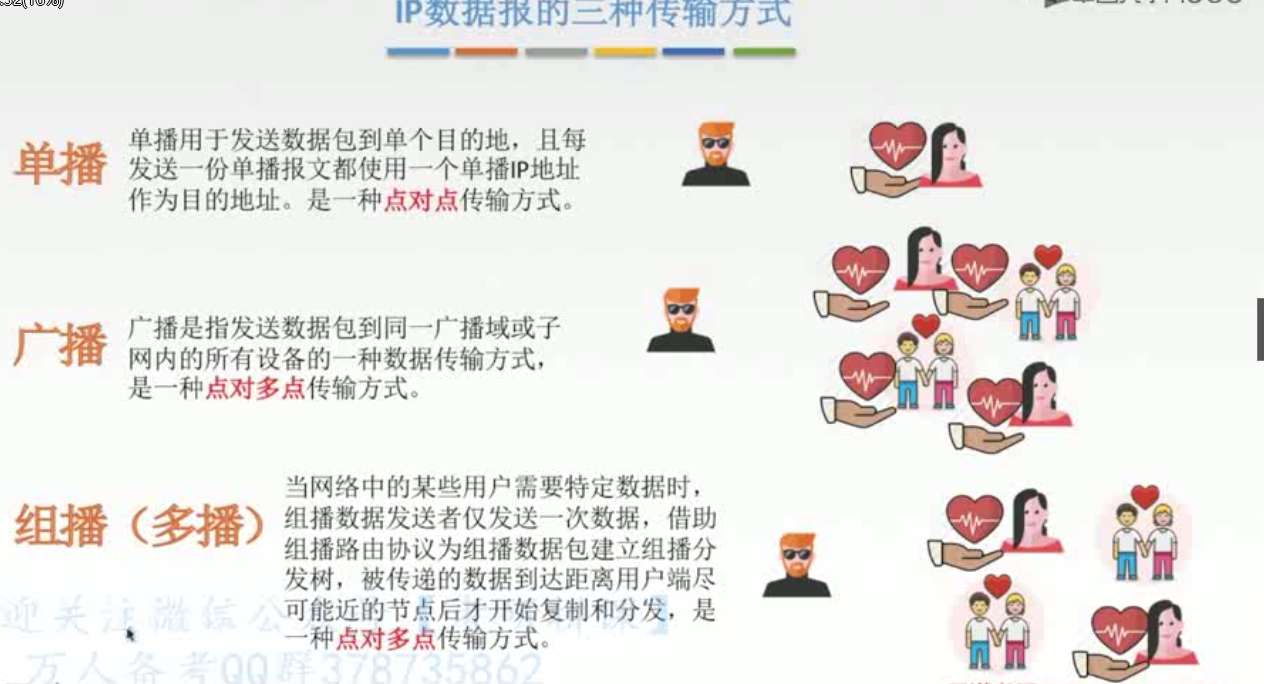 IP数据报的三种传输方式
单播
单播用于发送数据包到单个目的地，且每
发送一份单播报文都使用一个单播IP地址
作为目的地址。是一种点对点传输方式。
广播
广播是指发送数据包到同一广播域或子
网内的所有设备的一种数据传输方式，
是一种点对多点传输方式。
组播（多播）
当网络中的某些用户需要特定数据时，
组播数据发送者仅发送一次数据，借助
组播路由协议为组播数据包建立组播分
发树，被传递的数据到达距离用户端尽
可能近的节点后才开始复制和分发，是
一种点对多点传输方式。
迎关注微信公
万人备考QQ群378735862